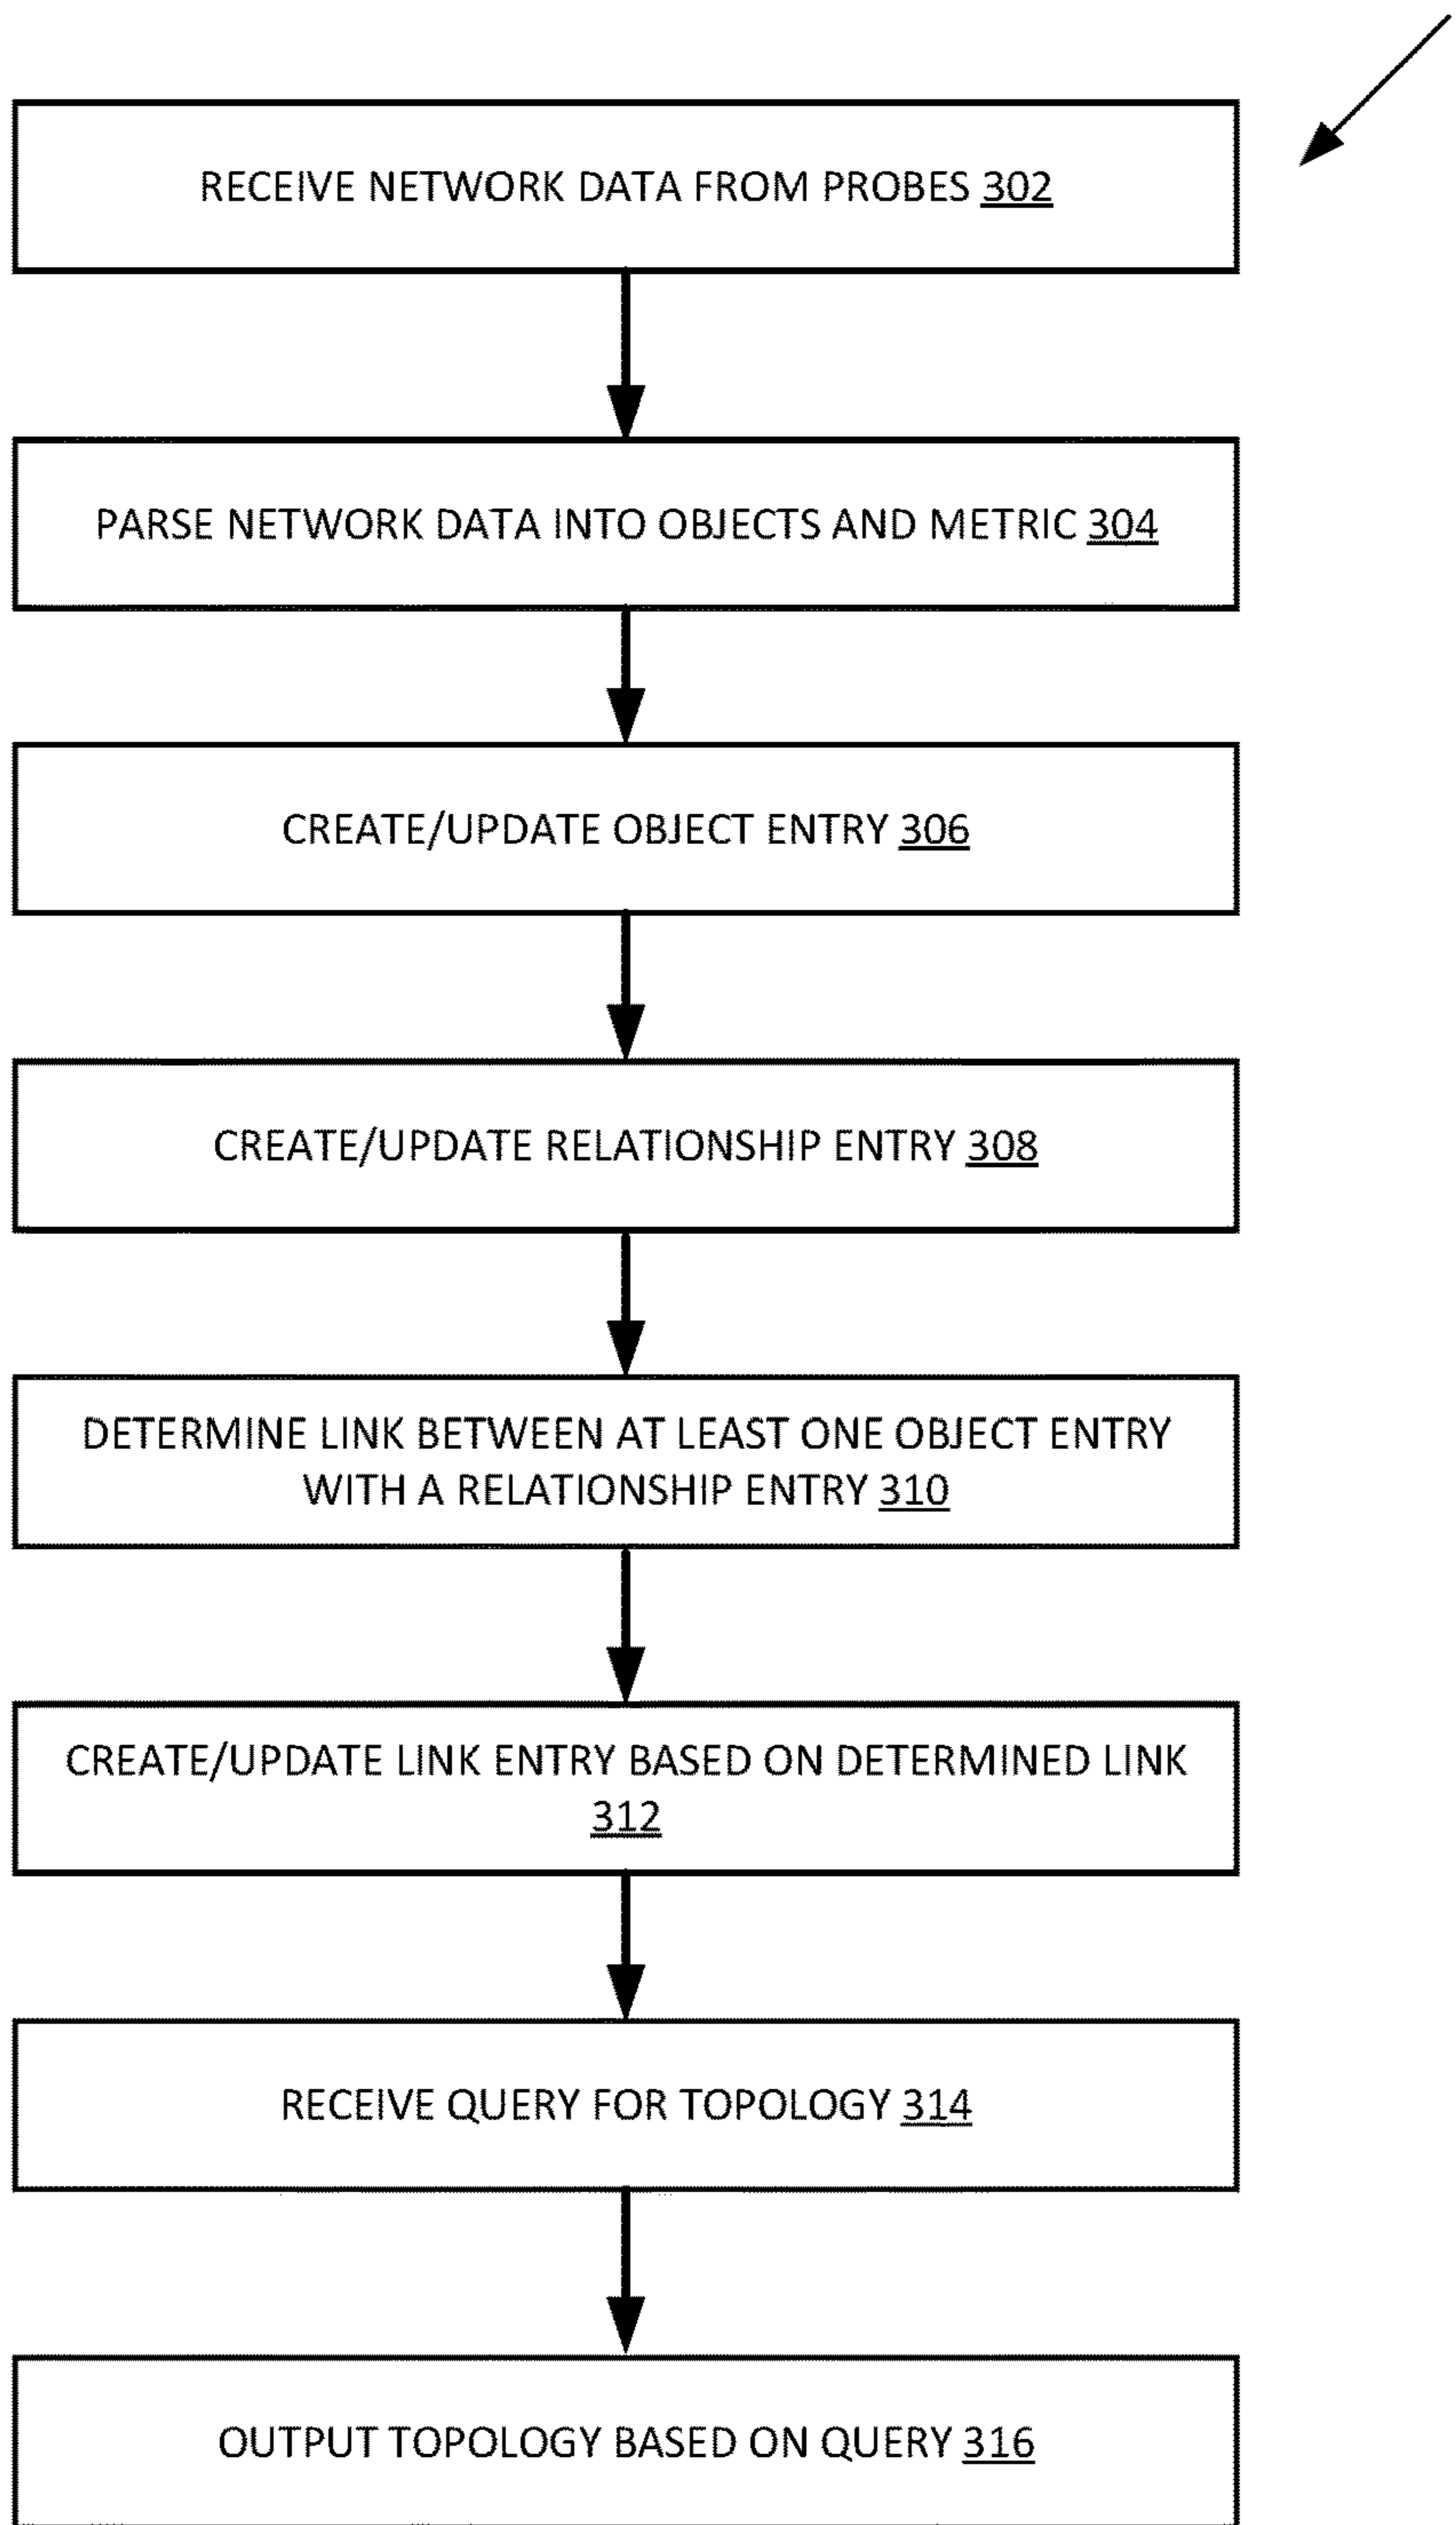 RECEIVE NETWORK DATA FROM PROBES 302
PARSE NETWORK DATA INTO OBJECTS AND METRIC 304
CREATE/UPDATE OBJECT ENTRY 306
CREATE/UPDATE RELATIONSHIP ENTRY 308
DETERMINE LINK BETWEEN AT LEAST ONE OBJECT ENTRY
WITH A RELATIONSHIP ENTRY 310
CREATE/UPDATE LINK ENTRY BASED ON DETERMINED LINK
312
RECEIVE QUERY FOR TOPOLOGY 314
OUTPUT TOPOLOGY BASED ON QUERY 316